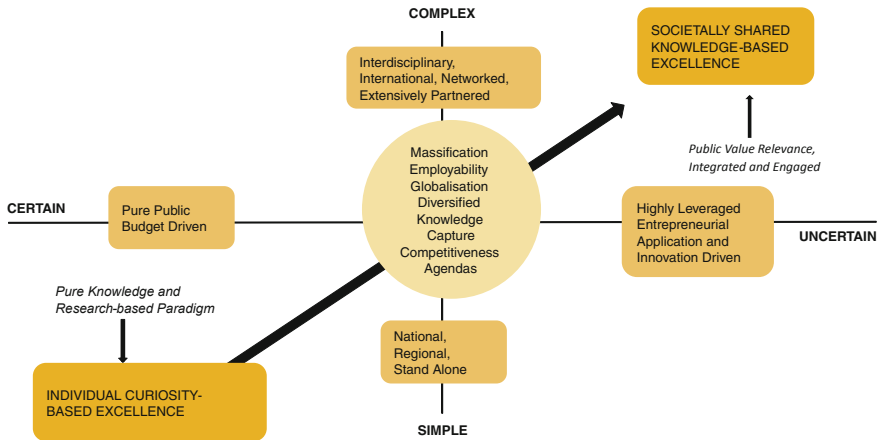 COMPLEX
SOCIETALLY SHARED
KNOWLEDGE-BASED
EXCELLENCE
Interdisciplinary,
International, Networked,
Extensively Partnered
Public Value Relevance,
Integrated and Engaged
Massification
Employability
Globalisation
Diversified
Knowledge
Capture
Competitiveness
Agendas
CERTAIN
Pure Public
Budget Driven
Highly Leveraged
Entrepreneurial
Application and
Innovation Driven
UNCERTAIN
Pure Knowledge and
Research-based Paradigm
National,
Regional,
Stand Alone
INDIVIDUAL CURIOSITY-
BASED EXCELLENCE
SIMPLE